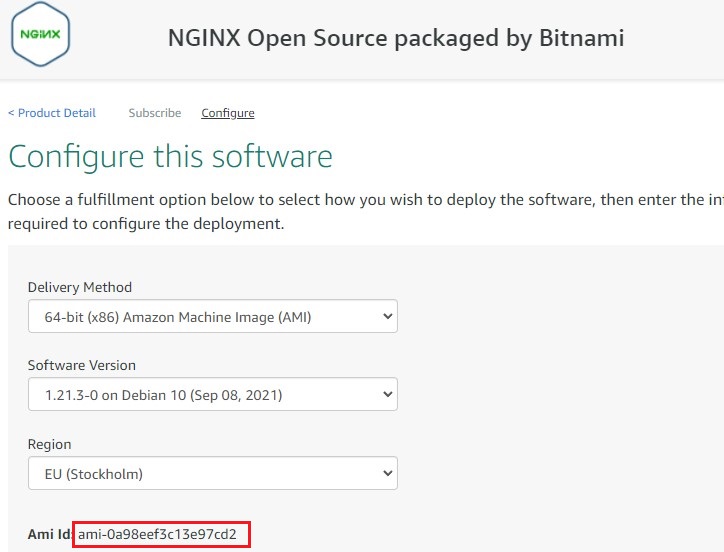 NGINX
NGINX Open Source packaged by Bitnami
< Product Detail Subscribe Configure
Configure this software
Choose a fulfillment option below to select how you wish to deploy the software, then enter the in
required to configure the deployment.
Delivery Method
64-bit (x86) Amazon Machine Image (AMI)
Software Version
1.21.3-0 on Debian 10 (Sep 08, 2021)
Region
EU (Stockholm)
Ami Id: ami-0a98eef3c13e97cd2